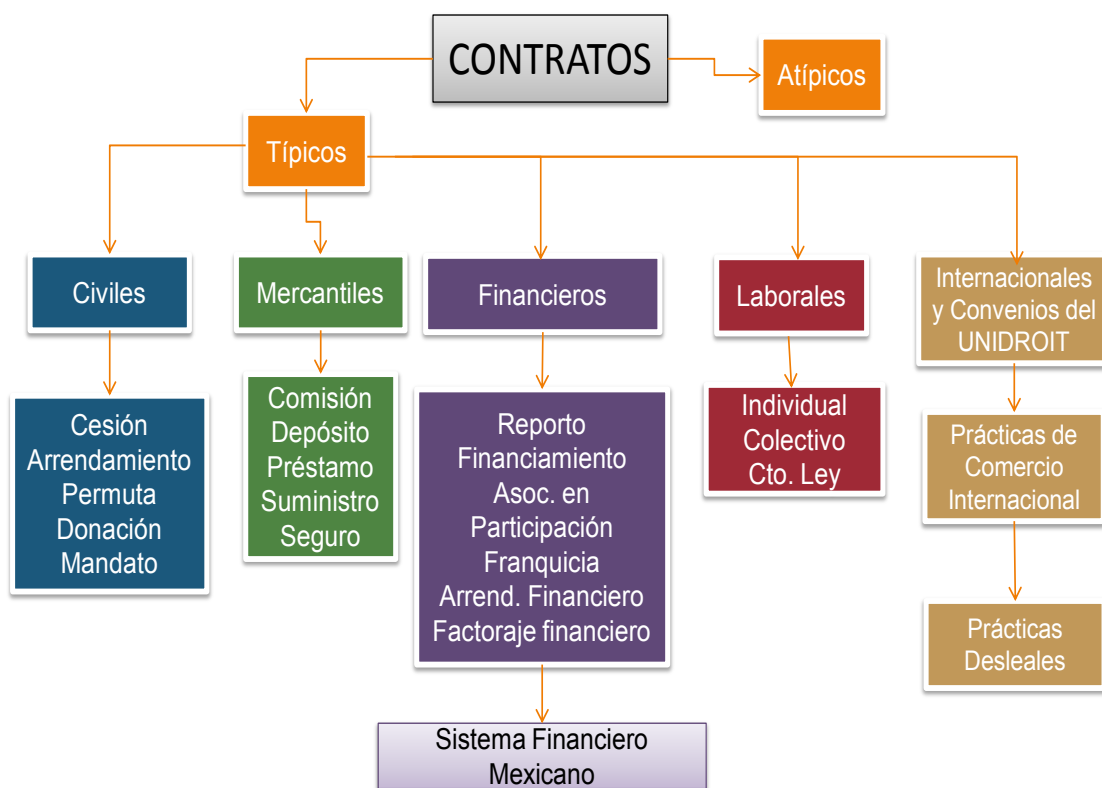 CONTRATOS
Atípicos
Típicos
Civiles
Mercantiles
Financieros
Laborales
Internacionales
y Convenios del
UNIDROIT
Cesión
Arrendamiento
Permuta
Donación
Mandato
Comisión
Depósito
Préstamo
Suministro
Seguro
Reporto
Financiamiento
Asoc. en
Participación
Franquicia
Arrend. Financiero
Factoraje financiero
Individual
Colectivo
Cto. Ley
Prácticas de
Comercio
Internacional
Prácticas
Desleales
Sistema Financiero
Mexicano